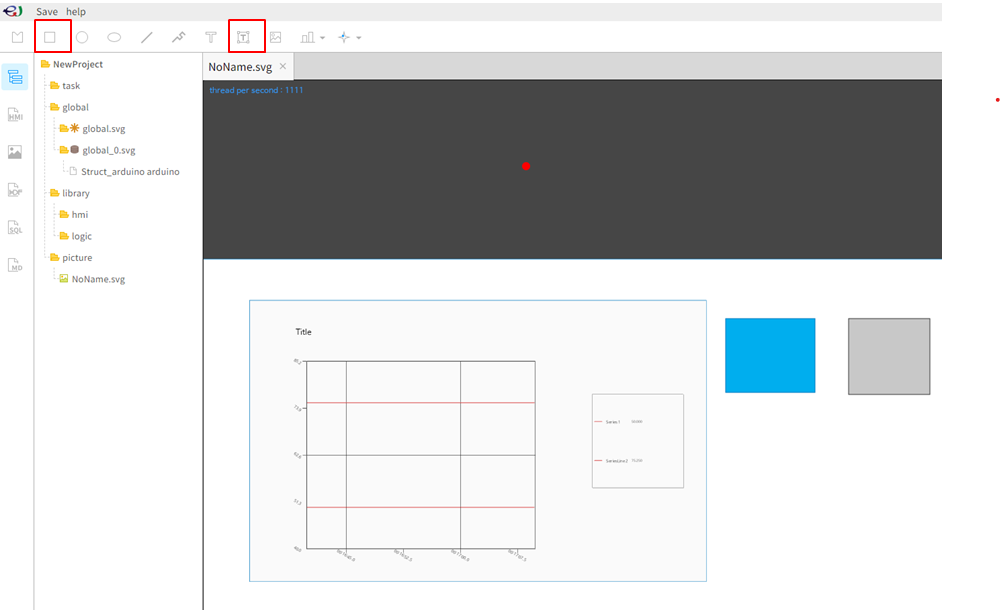 Save help
NoName.svg
thread per second : 1111
NewProject
task
global
global.svg
global_0.svg
Struct_arduino arduino
library
hmi
logic
picture
NoName.svg
HMI
SQL
MD
Title
Series1